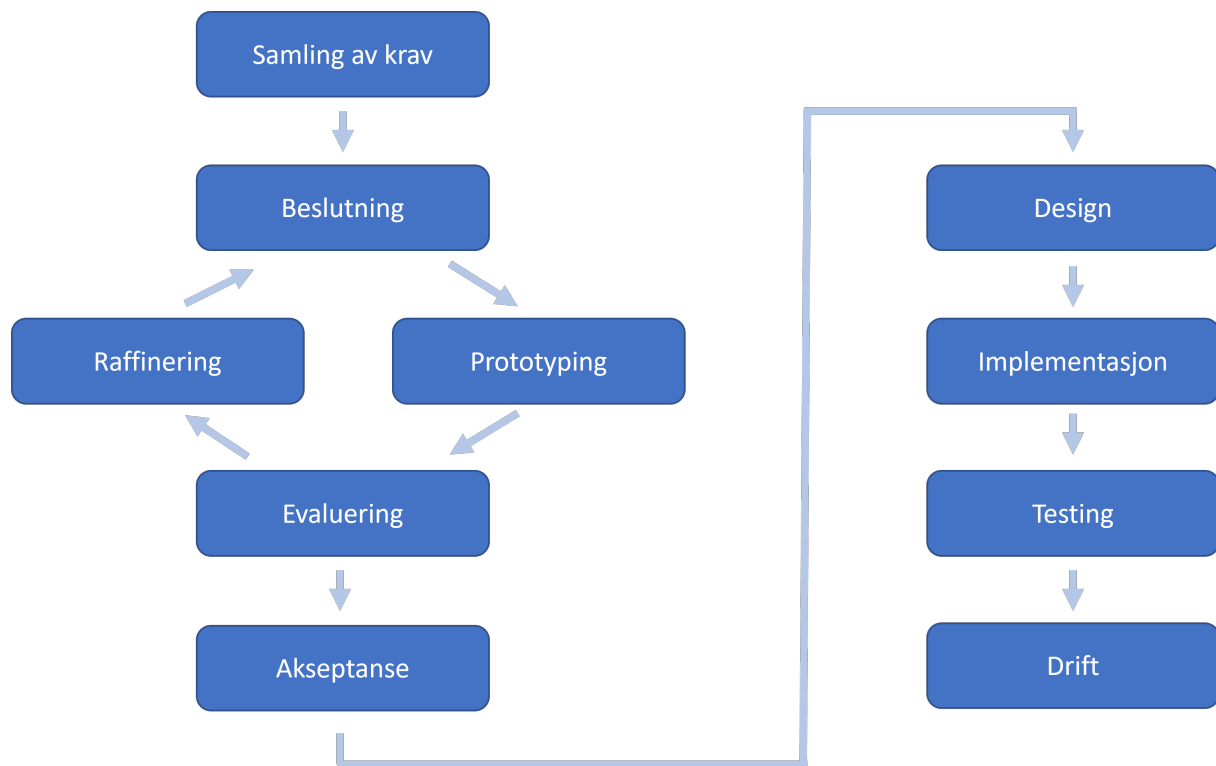 Samling av krav
Beslutning
Raffinering
Prototyping
Evaluering
Akseptanse
Design
Implementasjon
Testing
Drift